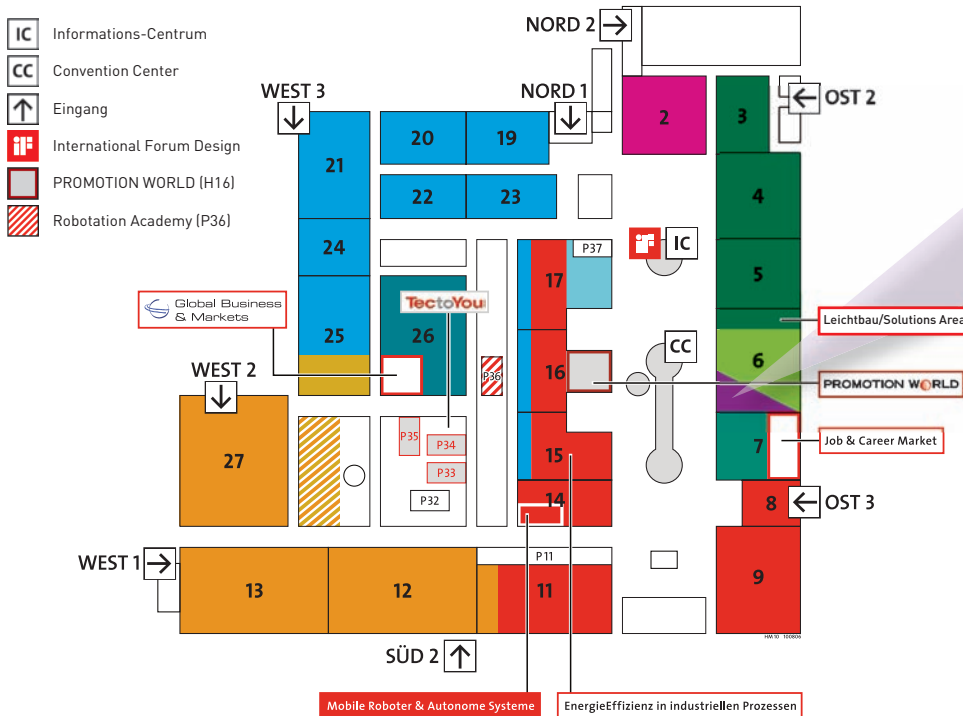 IC Informations-Centrum
CC Convention Center
Eingang
iF International Forum Design
PROMOTION WORLD (H16)
Robotation Academy (P36)
NORD 2
WEST 3
NORD 1
OST 2
2
3
20
19
21
4
22
23
24
5
17
P37
iF
IC
Global Business
& Markets
TectoYou
25
26
Leichtbau/Solutions Area
6
CC
16
P36
WEST 2
PROMOTION WORLD
27
P35
P34
P33
P32
15
7
Job & Career Market
14
8
OST 3
WEST 1
13
12
P11
11
9
HM10 100806
SÜD 2
Mobile Roboter & Autonome Systeme
EnergieEffizienz in industriellen Prozessen